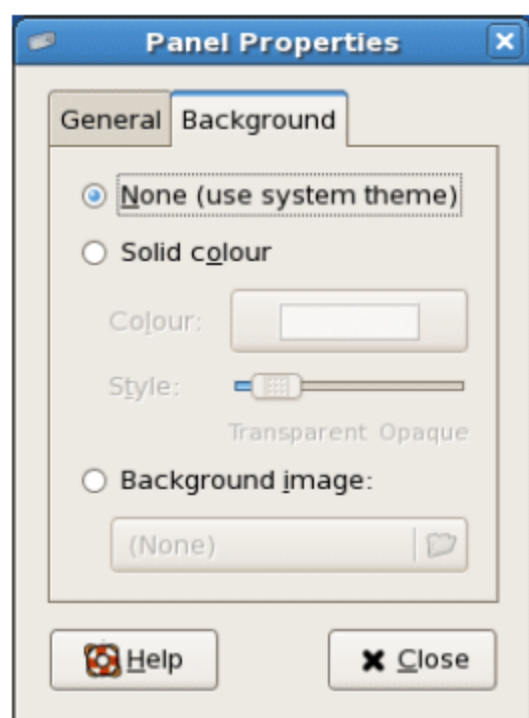 Panel Properties
General Background
None (use system theme)
Solid colour
Colour:
Style:
Transparent Opaque
Background image:
(None)
Help Close